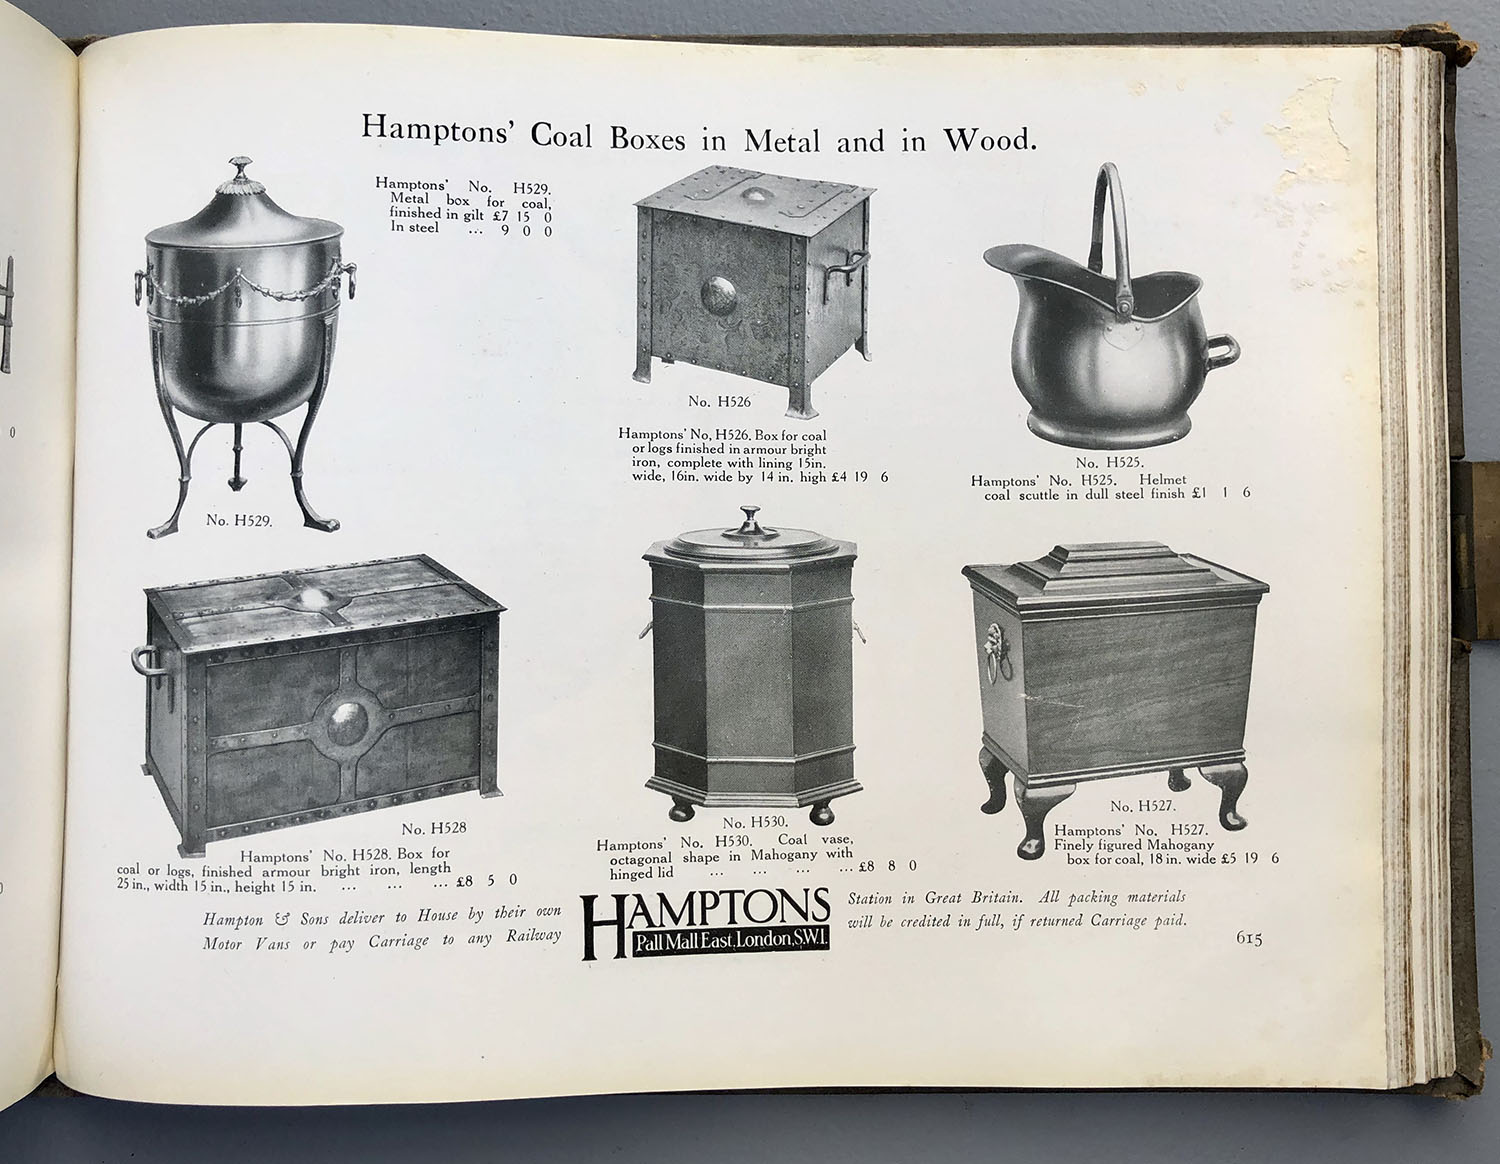 Hamptons' Coal Boxes in Metal and in Wood.
Hamptons' No. H529.
Metal box for coal,
finished in gilt £7 15 0
In steel ... 9 0 0
No. H529.
No. H526
Hamptons' No, H526. Box for coal
or logs finished in armour bright
iron, complete with lining 15in.
wide, 16in. wide by 14 in. high £4 19 6
No. H525.
Hamptons' No. H525. Helmet
coal scuttle in dull steel finish £1 1 6
No. H528
Hamptons' No. H528. Box for
coal or logs, finished armour bright iron, length
25 in., width 15 in., height 15 in. ... ... ... £8 5 0
No. H530.
Hamptons' No. H530. Coal vase,
octagonal shape in Mahogany with
hinged lid ... ... ... ... £8 8 0
No. H527.
Hamptons' No, H527.
Finely figured Mahogany
box for coal, 18 in. wide £5 19 6
Hampton & Sons deliver to House by their own
Motor Vans or pay Carriage to any Railway
HAMPTONS
Pall Mall East, London, S.W.1.
Station in Great Britain. All packing materials
will be credited in full, if returned Carriage paid.
615
0
0